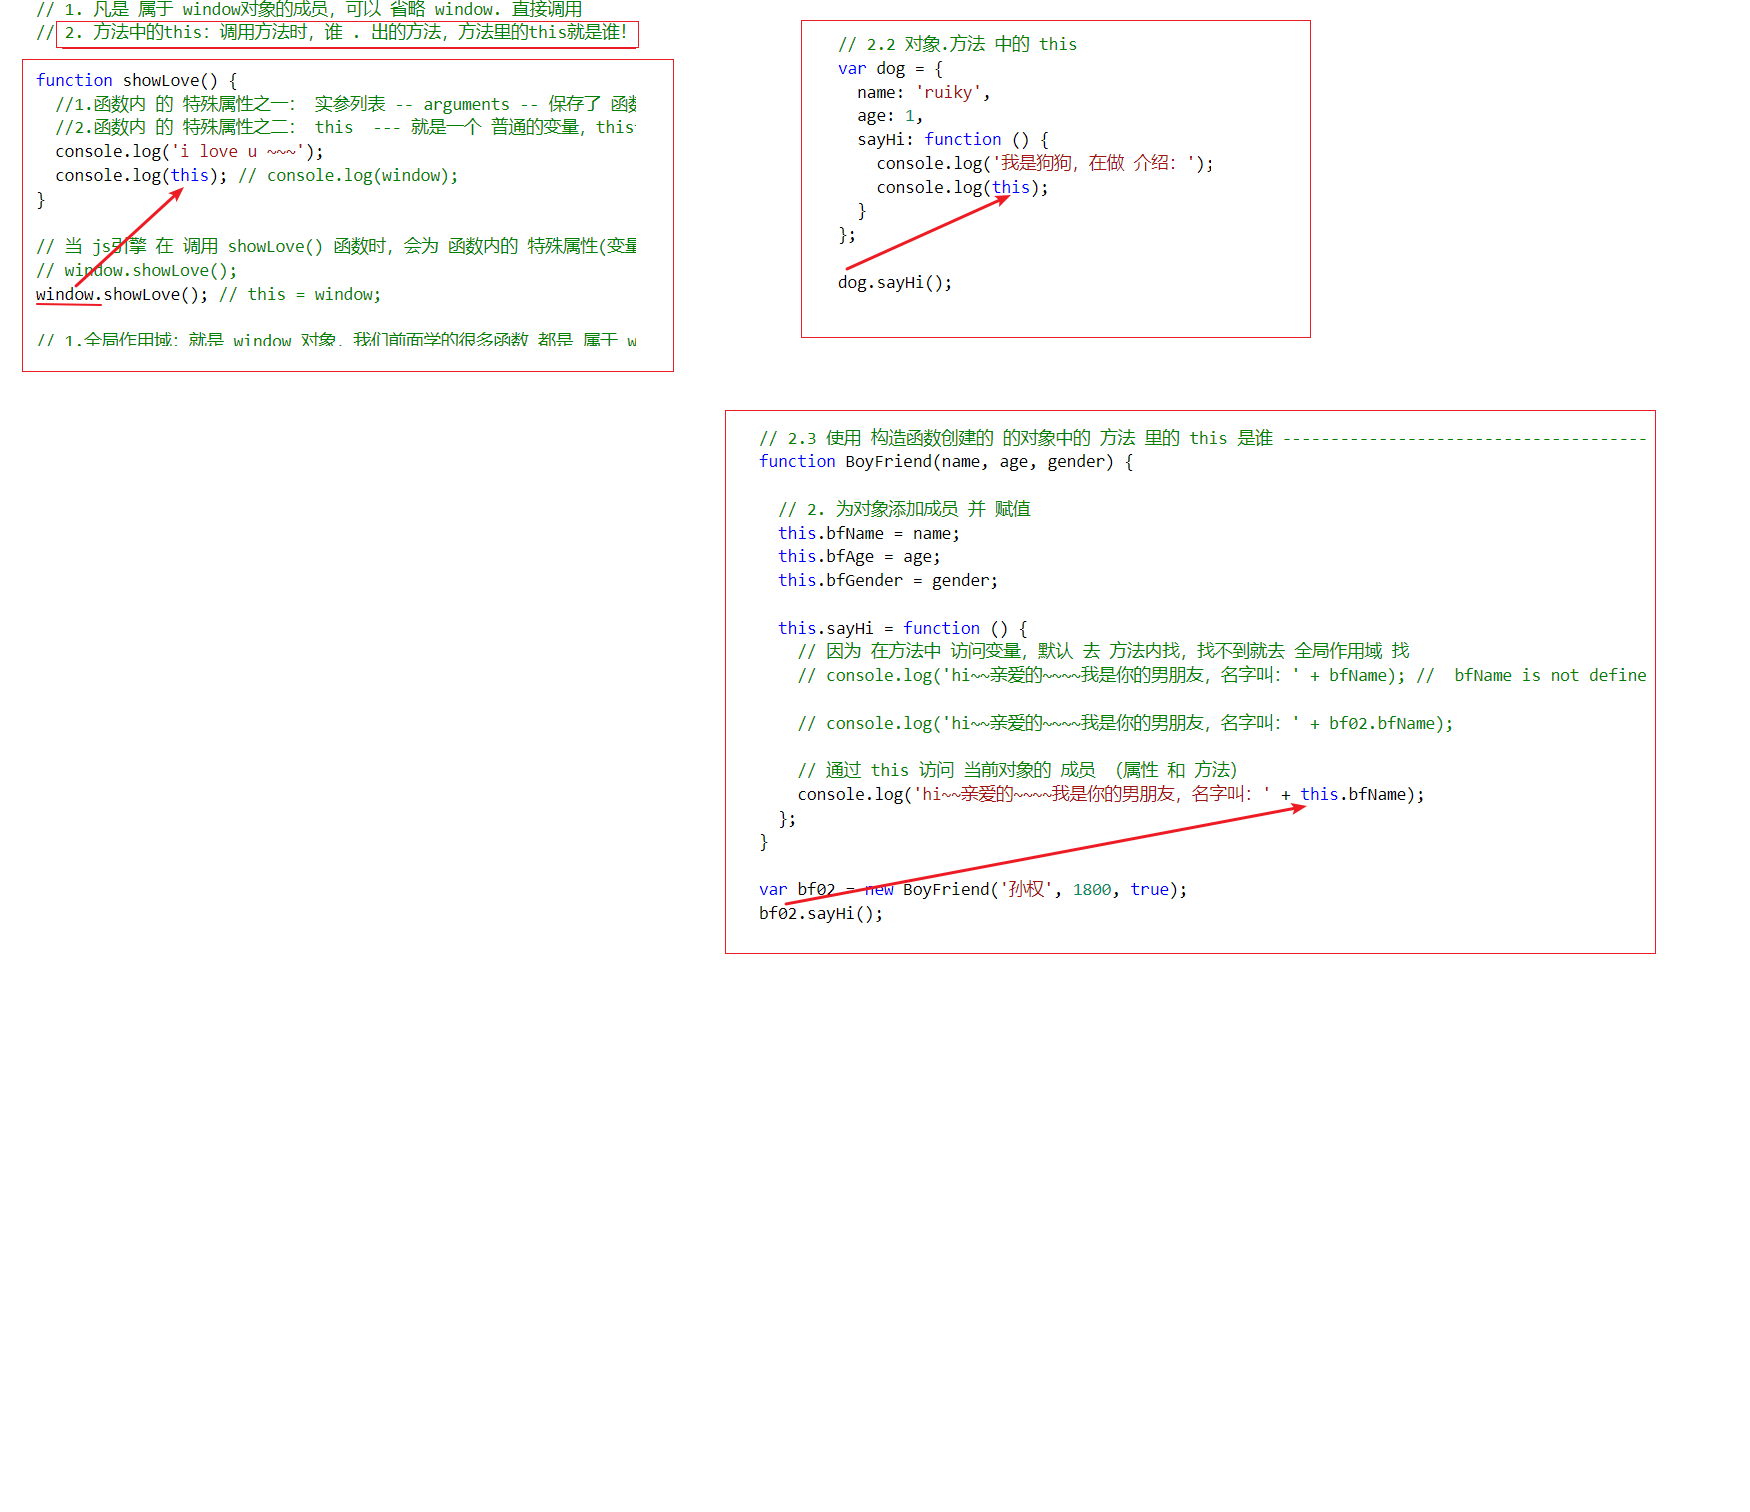 // 1. 凡是 属于 window对象的成员，可以 省略 window. 直接调用
// 2. 方法中的this：调用方法时，谁 . 出的方法，方法里的this就是谁！
function showLove() {
//1.函数内 的 特殊属性之一： 实参列表 -- arguments -- 保存了 函数
//2.函数内 的 特殊属性之二： this  --- 就是一个 普通的变量，this
console.log('i love u ~~~');
console.log(this); // console.log(window);
}
// 当 js引擎 在 调用 showLove() 函数时，会为 函数内的 特殊属性(变量
// window.showLove();
window.showLove(); // this = window;
// 1.全局作用域：就是 window 对象，我们前面学的很多函数 都是 属于 w
// 2.2 对象.方法 中的 this
var dog = {
name: 'ruiky',
age: 1,
sayHi: function () {
console.log('我是狗狗，在做 介绍：');
console.log(this);
}
};
dog.sayHi();
// 2.3 使用 构造函数创建的 的对象中的 方法 里的 this 是谁 --------------------------------------
function BoyFriend(name, age, gender) {
// 2. 为对象添加成员 并 赋值
this.bfName = name;
this.bfAge = age;
this.bfGender = gender;
this.sayHi = function () {
// 因为 在方法中 访问变量，默认 去 方法内找，找不到就去 全局作用域 找
// console.log('hi~~亲爱的~~~~我是你的男朋友，名字叫：' + bfName); //  bfName is not define
// console.log('hi~~亲爱的~~~~我是你的男朋友，名字叫：' + bf02.bfName);
// 通过 this 访问 当前对象的 成员 （属性 和 方法）
console.log('hi~~亲爱的~~~~我是你的男朋友，名字叫：' + this.bfName);
};
}
var bf02 = new BoyFriend('孙权', 1800, true);
bf02.sayHi();